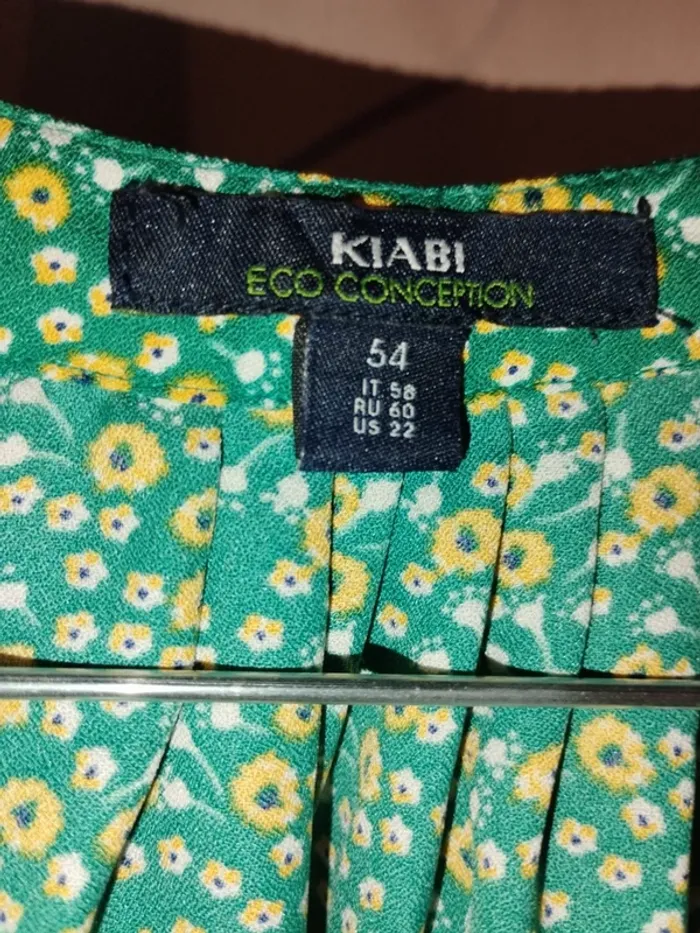 KIABI
ECO CONCEPTION
54
IT 58
RU 60
US 22